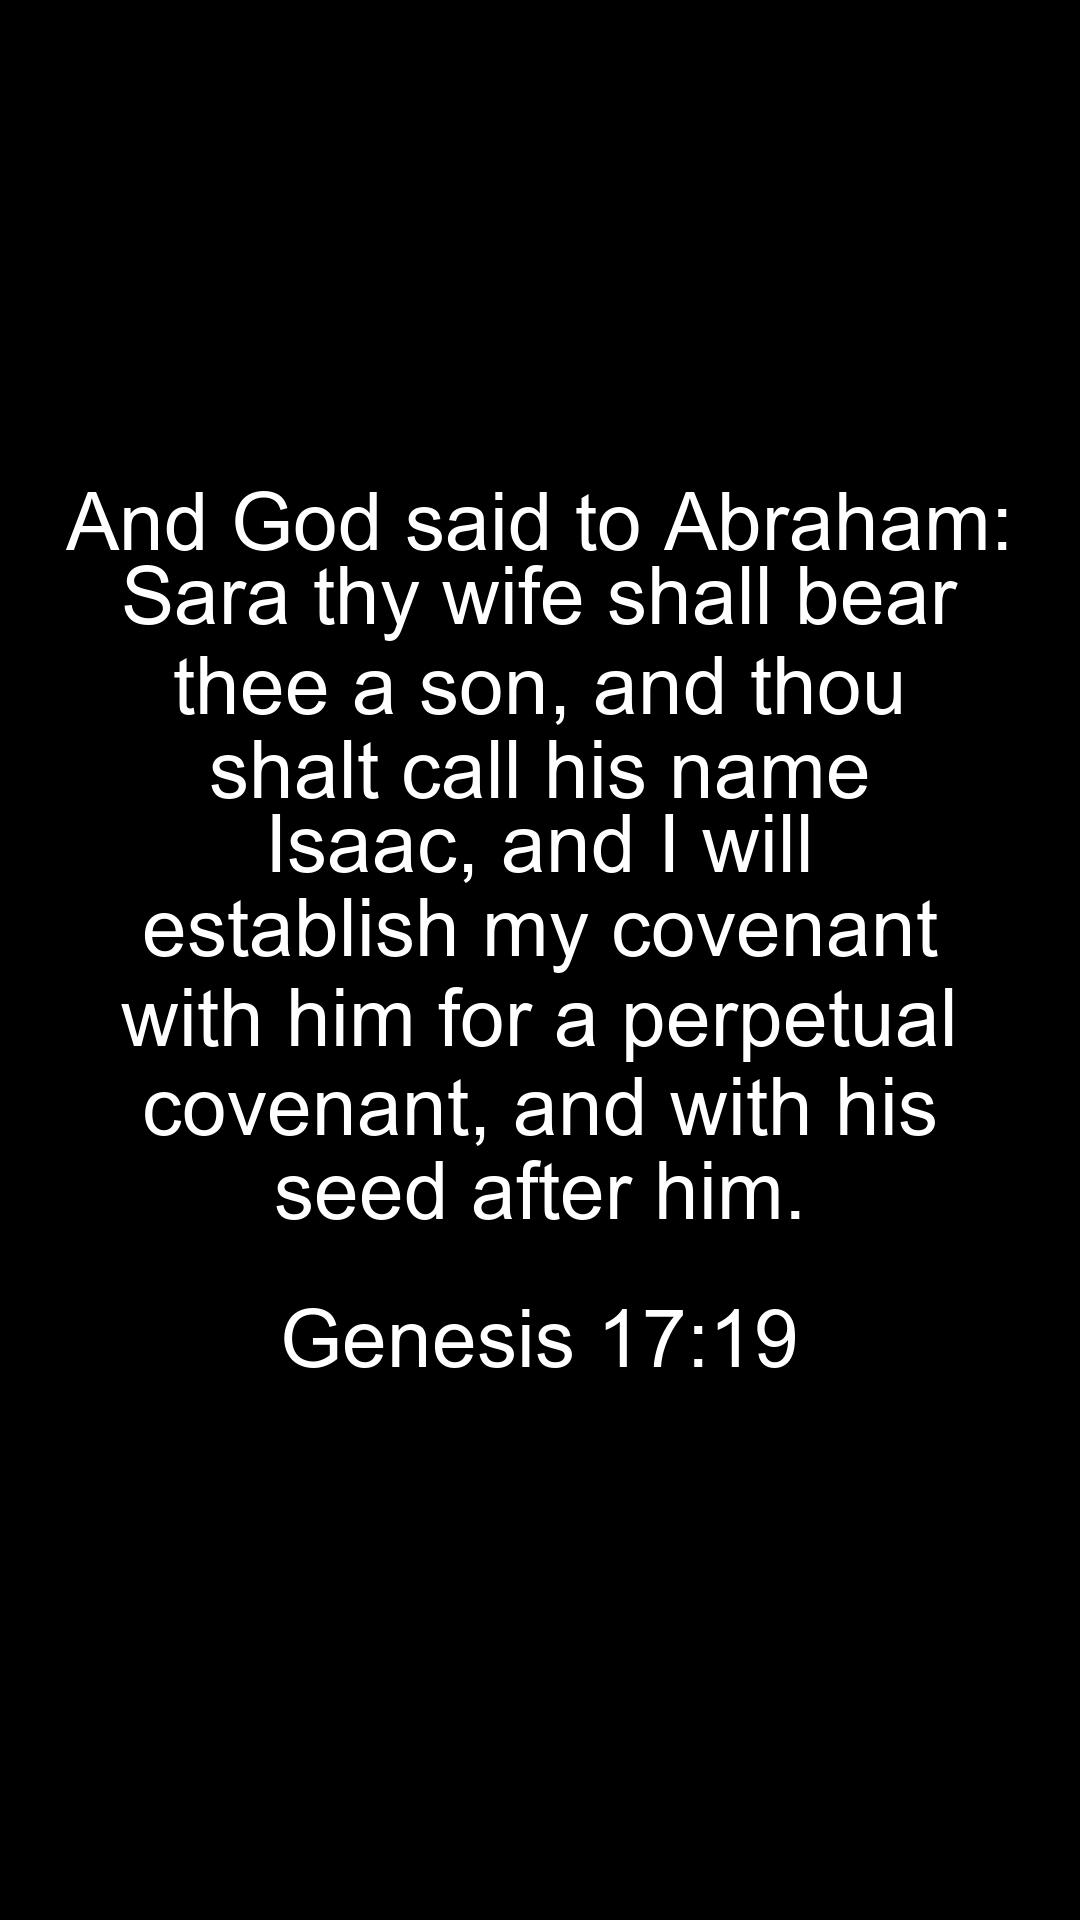 And God said to Abraham:
Sara thy wife shall bear
thee a son, and thou
shalt call his name
Isaac, and I will
establish my covenant
with him for a perpetual
covenant, and with his
seed after him.
Genesis 17:19